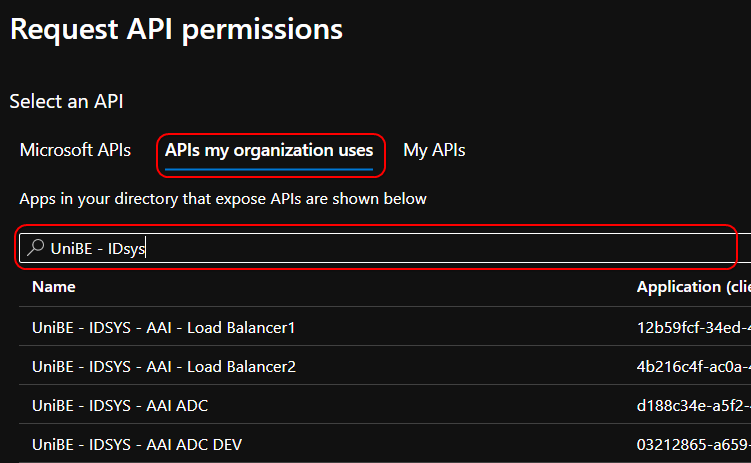 Request API permissions
Select an API
Microsoft APIs APIs my organization uses My APIs
Apps in your directory that expose APIs are shown below
UniBE - IDsys
Name Application (clie
UniBE - IDSYS - AAI - Load Balancer1 12b59fcf-34ed-4
UniBE - IDSYS - AAI - Load Balancer2 4b216c4f-ac0a-4
UniBE - IDSYS - AAI ADC d188c34e-a5f2-4
UniBE - IDSYS - AAI ADC DEV 03212865-a659-